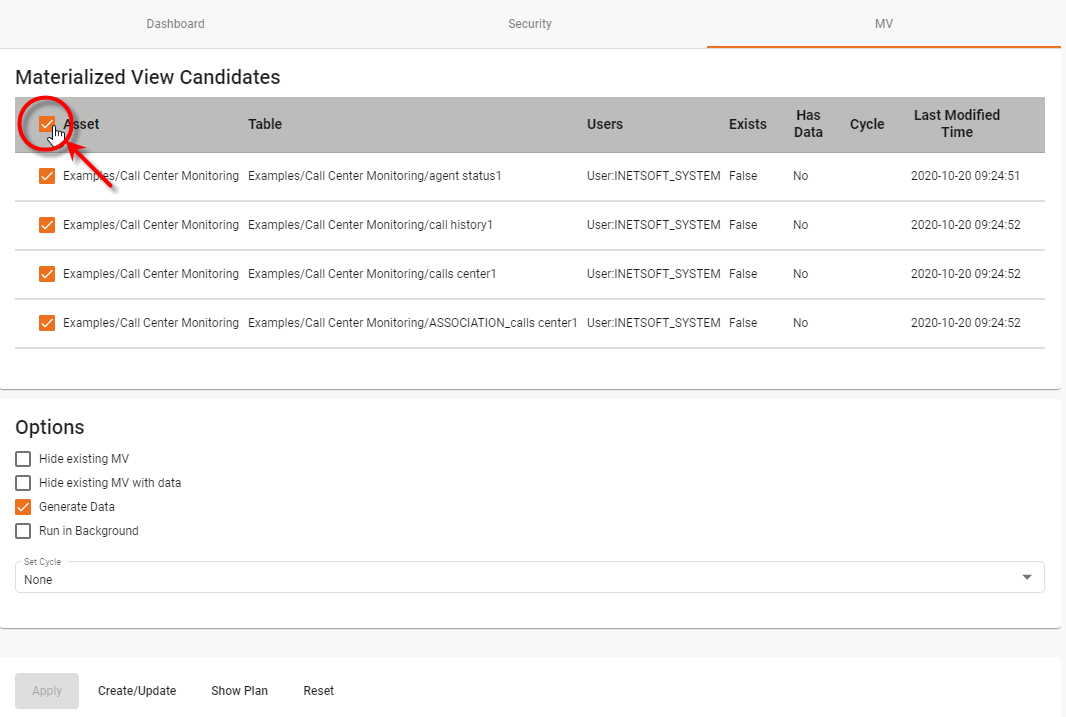 Dashboard Security MV
Materialized View Candidates
Asset Table Users Exists Has Data Cycle Last Modified Time
Examples/Call Center Monitoring Examples/Call Center Monitoring/agent status1 User:INETSOFT_SYSTEM False No 2020-10-20 09:24:51
Examples/Call Center Monitoring Examples/Call Center Monitoring/call history1 User:INETSOFT_SYSTEM False No 2020-10-20 09:24:52
Examples/Call Center Monitoring Examples/Call Center Monitoring/calls center1 User:INETSOFT_SYSTEM False No 2020-10-20 09:24:52
Examples/Call Center Monitoring Examples/Call Center Monitoring/ASSOCIATION_calls center1 User:INETSOFT_SYSTEM False No 2020-10-20 09:24:52
Options
Hide existing MV
Hide existing MV with data
Generate Data
Run in Background
Set Cycle
None
Apply Create/Update Show Plan Reset